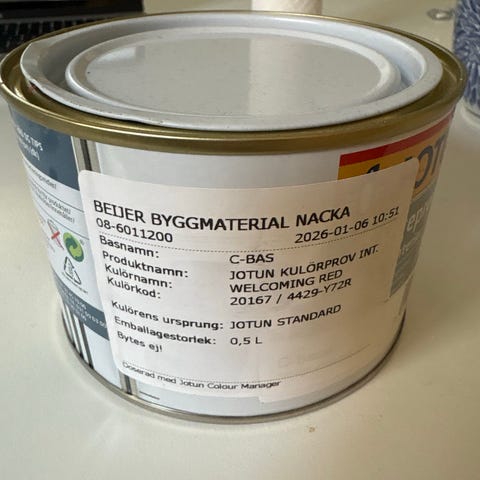 BEIJER BYGGMATERIAL NACKA
08-6011200 2026-01-06 10:51
Basnamn: C-BAS
Produktnamn: JOTUN KULÖRPROV INT.
Kulörnamn: WELCOMING RED
Kulörkod: 20167 / 4429-Y72R
Kulörens ursprung: JOTUN STANDARD
Emballagestorlek: 0,5 L
Bytes ej!
Doserad med Jotun Colour Manager